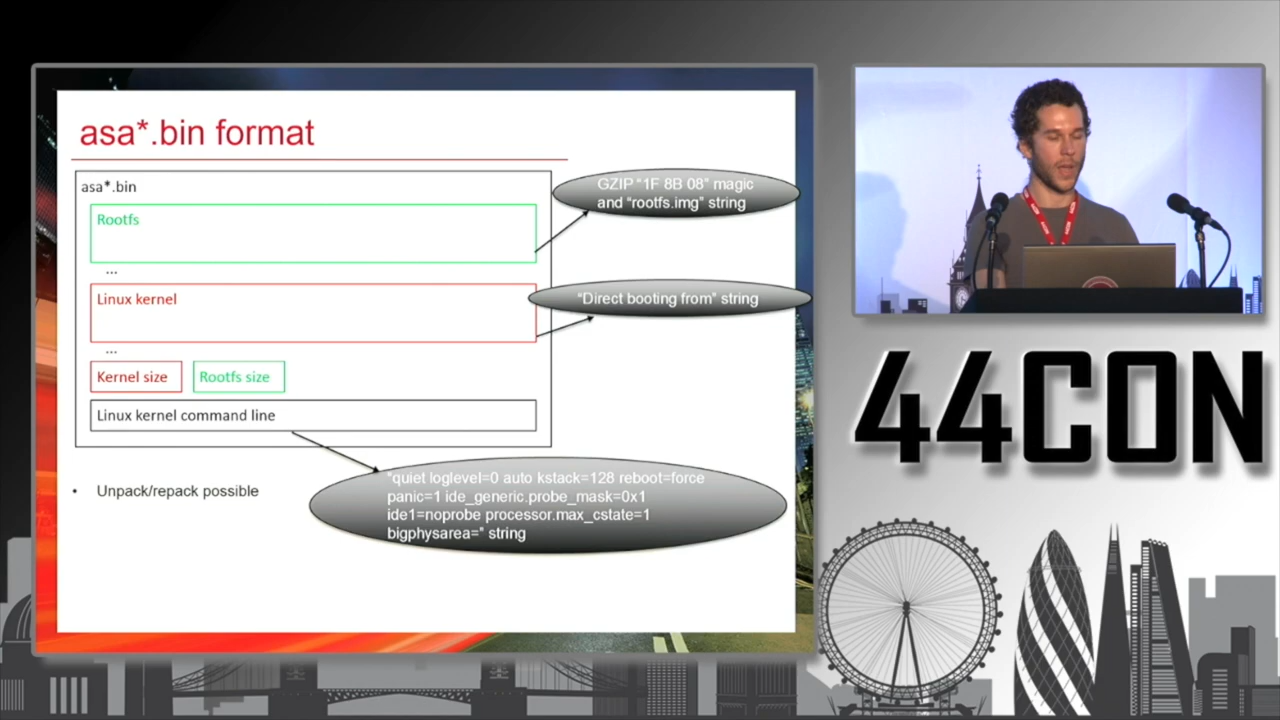 asa*.bin format
asa*.bin
Rootfs
...
Linux kernel
...
Kernel size
Rootfs size
Linux kernel command line
GZIP "1F 8B 08" magic
and "rootfs.img" string
"Direct booting from" string
"quiet loglevel=0 auto kstack=128 reboot=force
panic=1 ide_generic.probe_mask=0x1
ide1=noprobe processor.max_cstate=1
bigphysarea=" string
• Unpack/repack possible
44CON